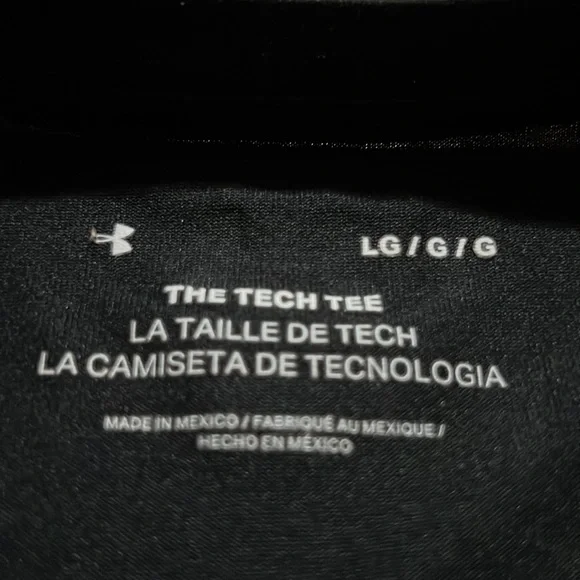 LG / G / G
THE TECH TEE
LA TAILLE DE TECH
LA CAMISETA DE TECNOLOGIA
MADE IN MEXICO / FABRIQUÉ AU MEXIQUE /
HECHO EN MÉXICO